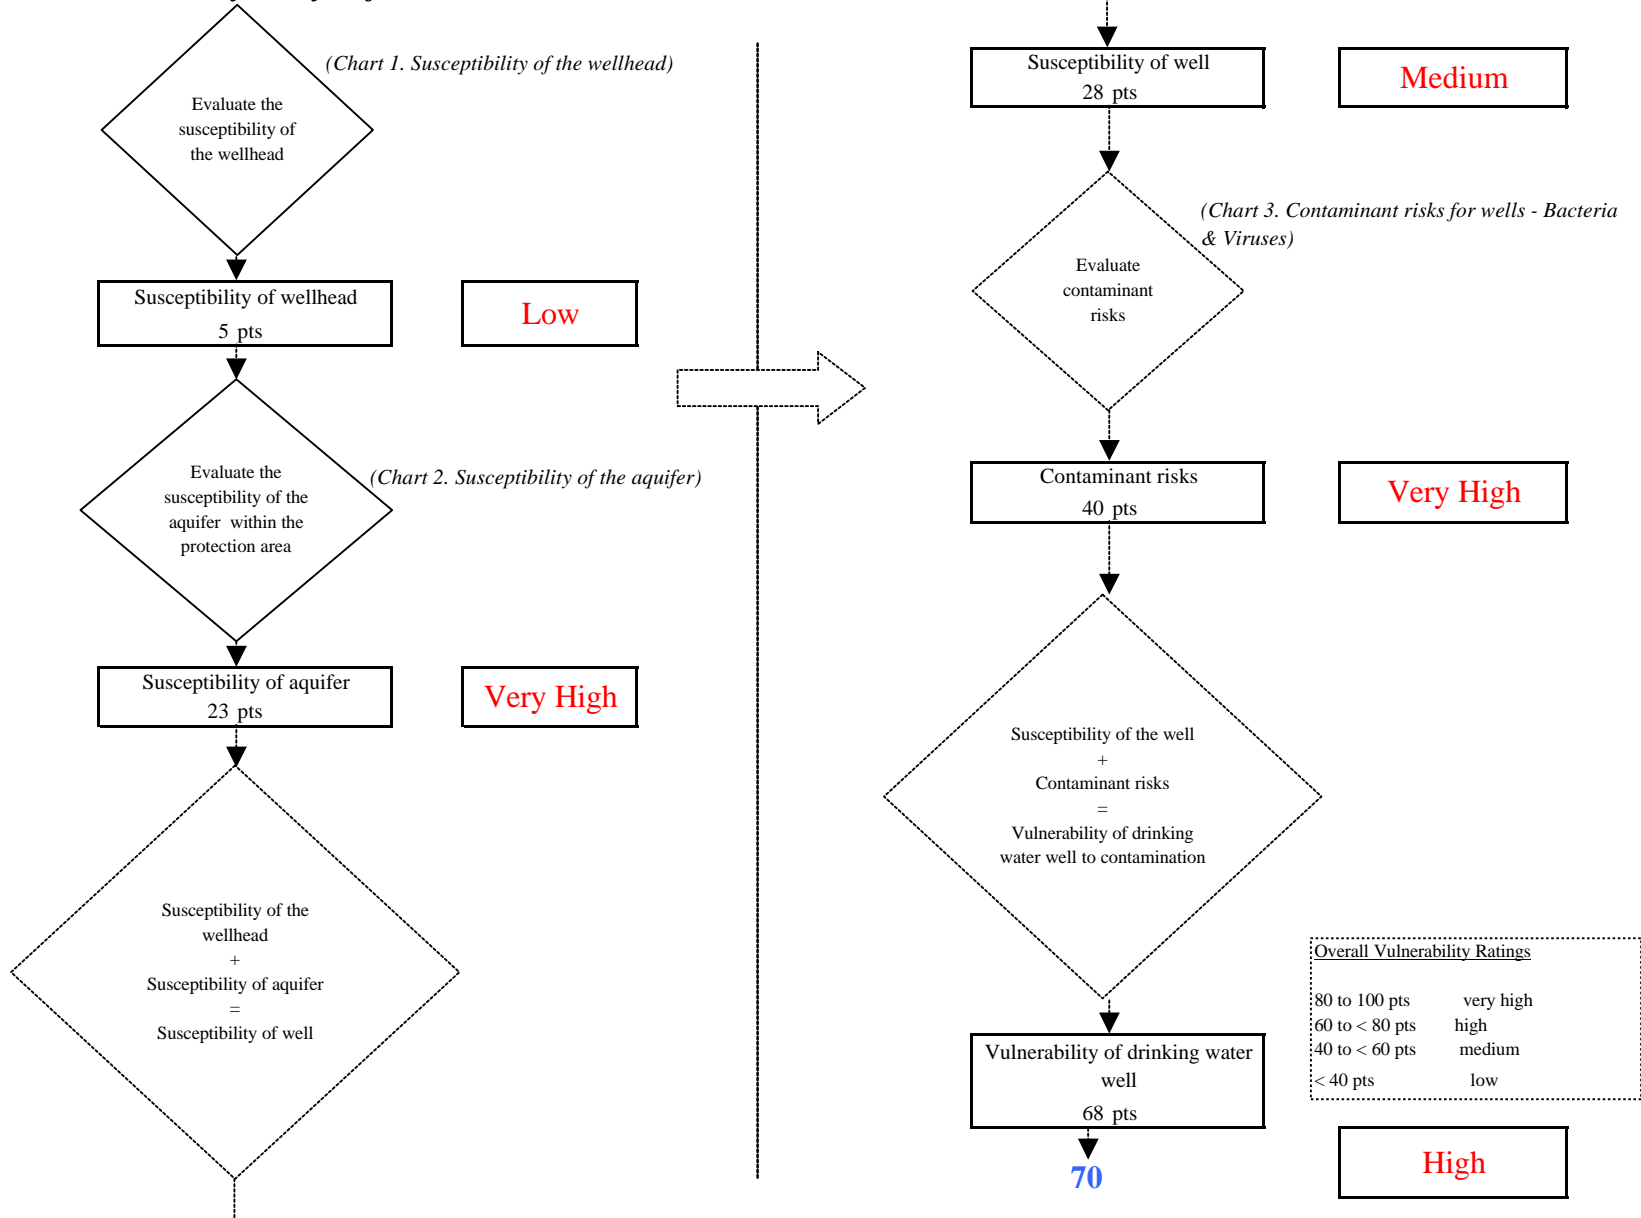 (Chart 1. Susceptibility of the wellhead)
Evaluate the
susceptibility of
the wellhead
Susceptibility of wellhead
5 pts
Low
Evaluate the
susceptibility of the
aquifer within the
protection area
(Chart 2. Susceptibility of the aquifer)
Susceptibility of aquifer
23 pts
Very High
Susceptibility of the
wellhead
+
Susceptibility of aquifer
=
Susceptibility of well
Susceptibility of well
28 pts
Medium
(Chart 3. Contaminant risks for wells - Bacteria
& Viruses)
Evaluate
contaminant
risks
Contaminant risks
40 pts
Very High
Susceptibility of the well
+
Contaminant risks
=
Vulnerability of drinking
water well to contamination
Overall Vulnerability Ratings
80 to 100 pts very high
60 to < 80 pts high
40 to < 60 pts medium
< 40 pts low
Vulnerability of drinking water
well
68 pts
70
High